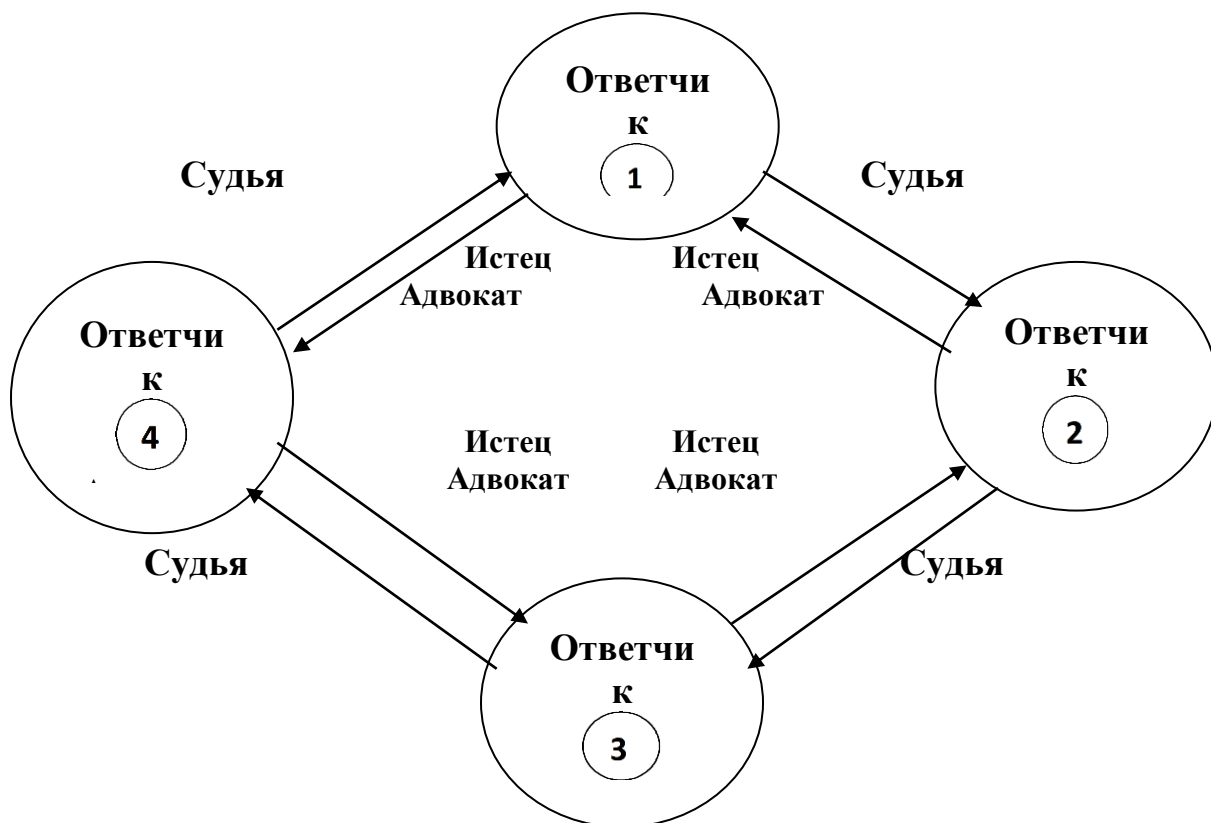 Ответчи
к
1
Судья
Судья
Истец
Адвокат
Истец
Адвокат
Ответчи
к
4
Ответчи
к
2
Истец
Адвокат
Истец
Адвокат
Судья
Судья
Ответчи
к
3